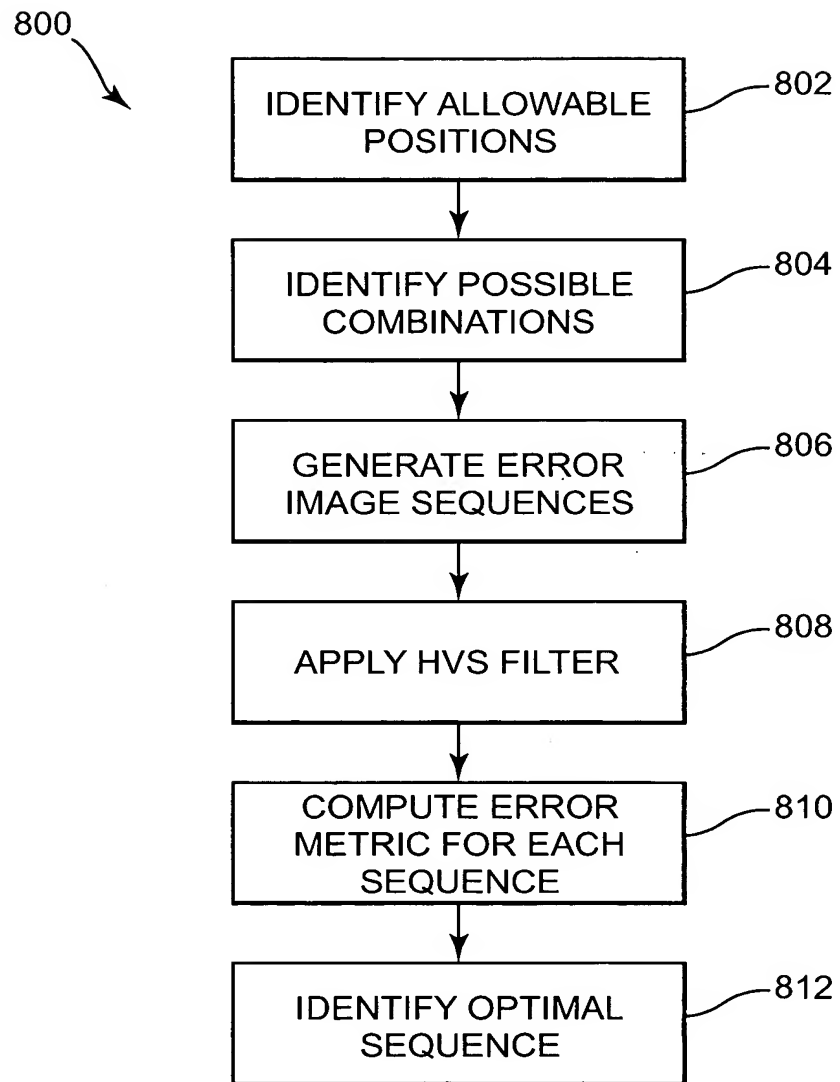 800
IDENTIFY ALLOWABLE
POSITIONS
802
IDENTIFY POSSIBLE
COMBINATIONS
804
GENERATE ERROR
IMAGE SEQUENCES
806
APPLY HVS FILTER
808
COMPUTE ERROR
METRIC FOR EACH
SEQUENCE
810
IDENTIFY OPTIMAL
SEQUENCE
812